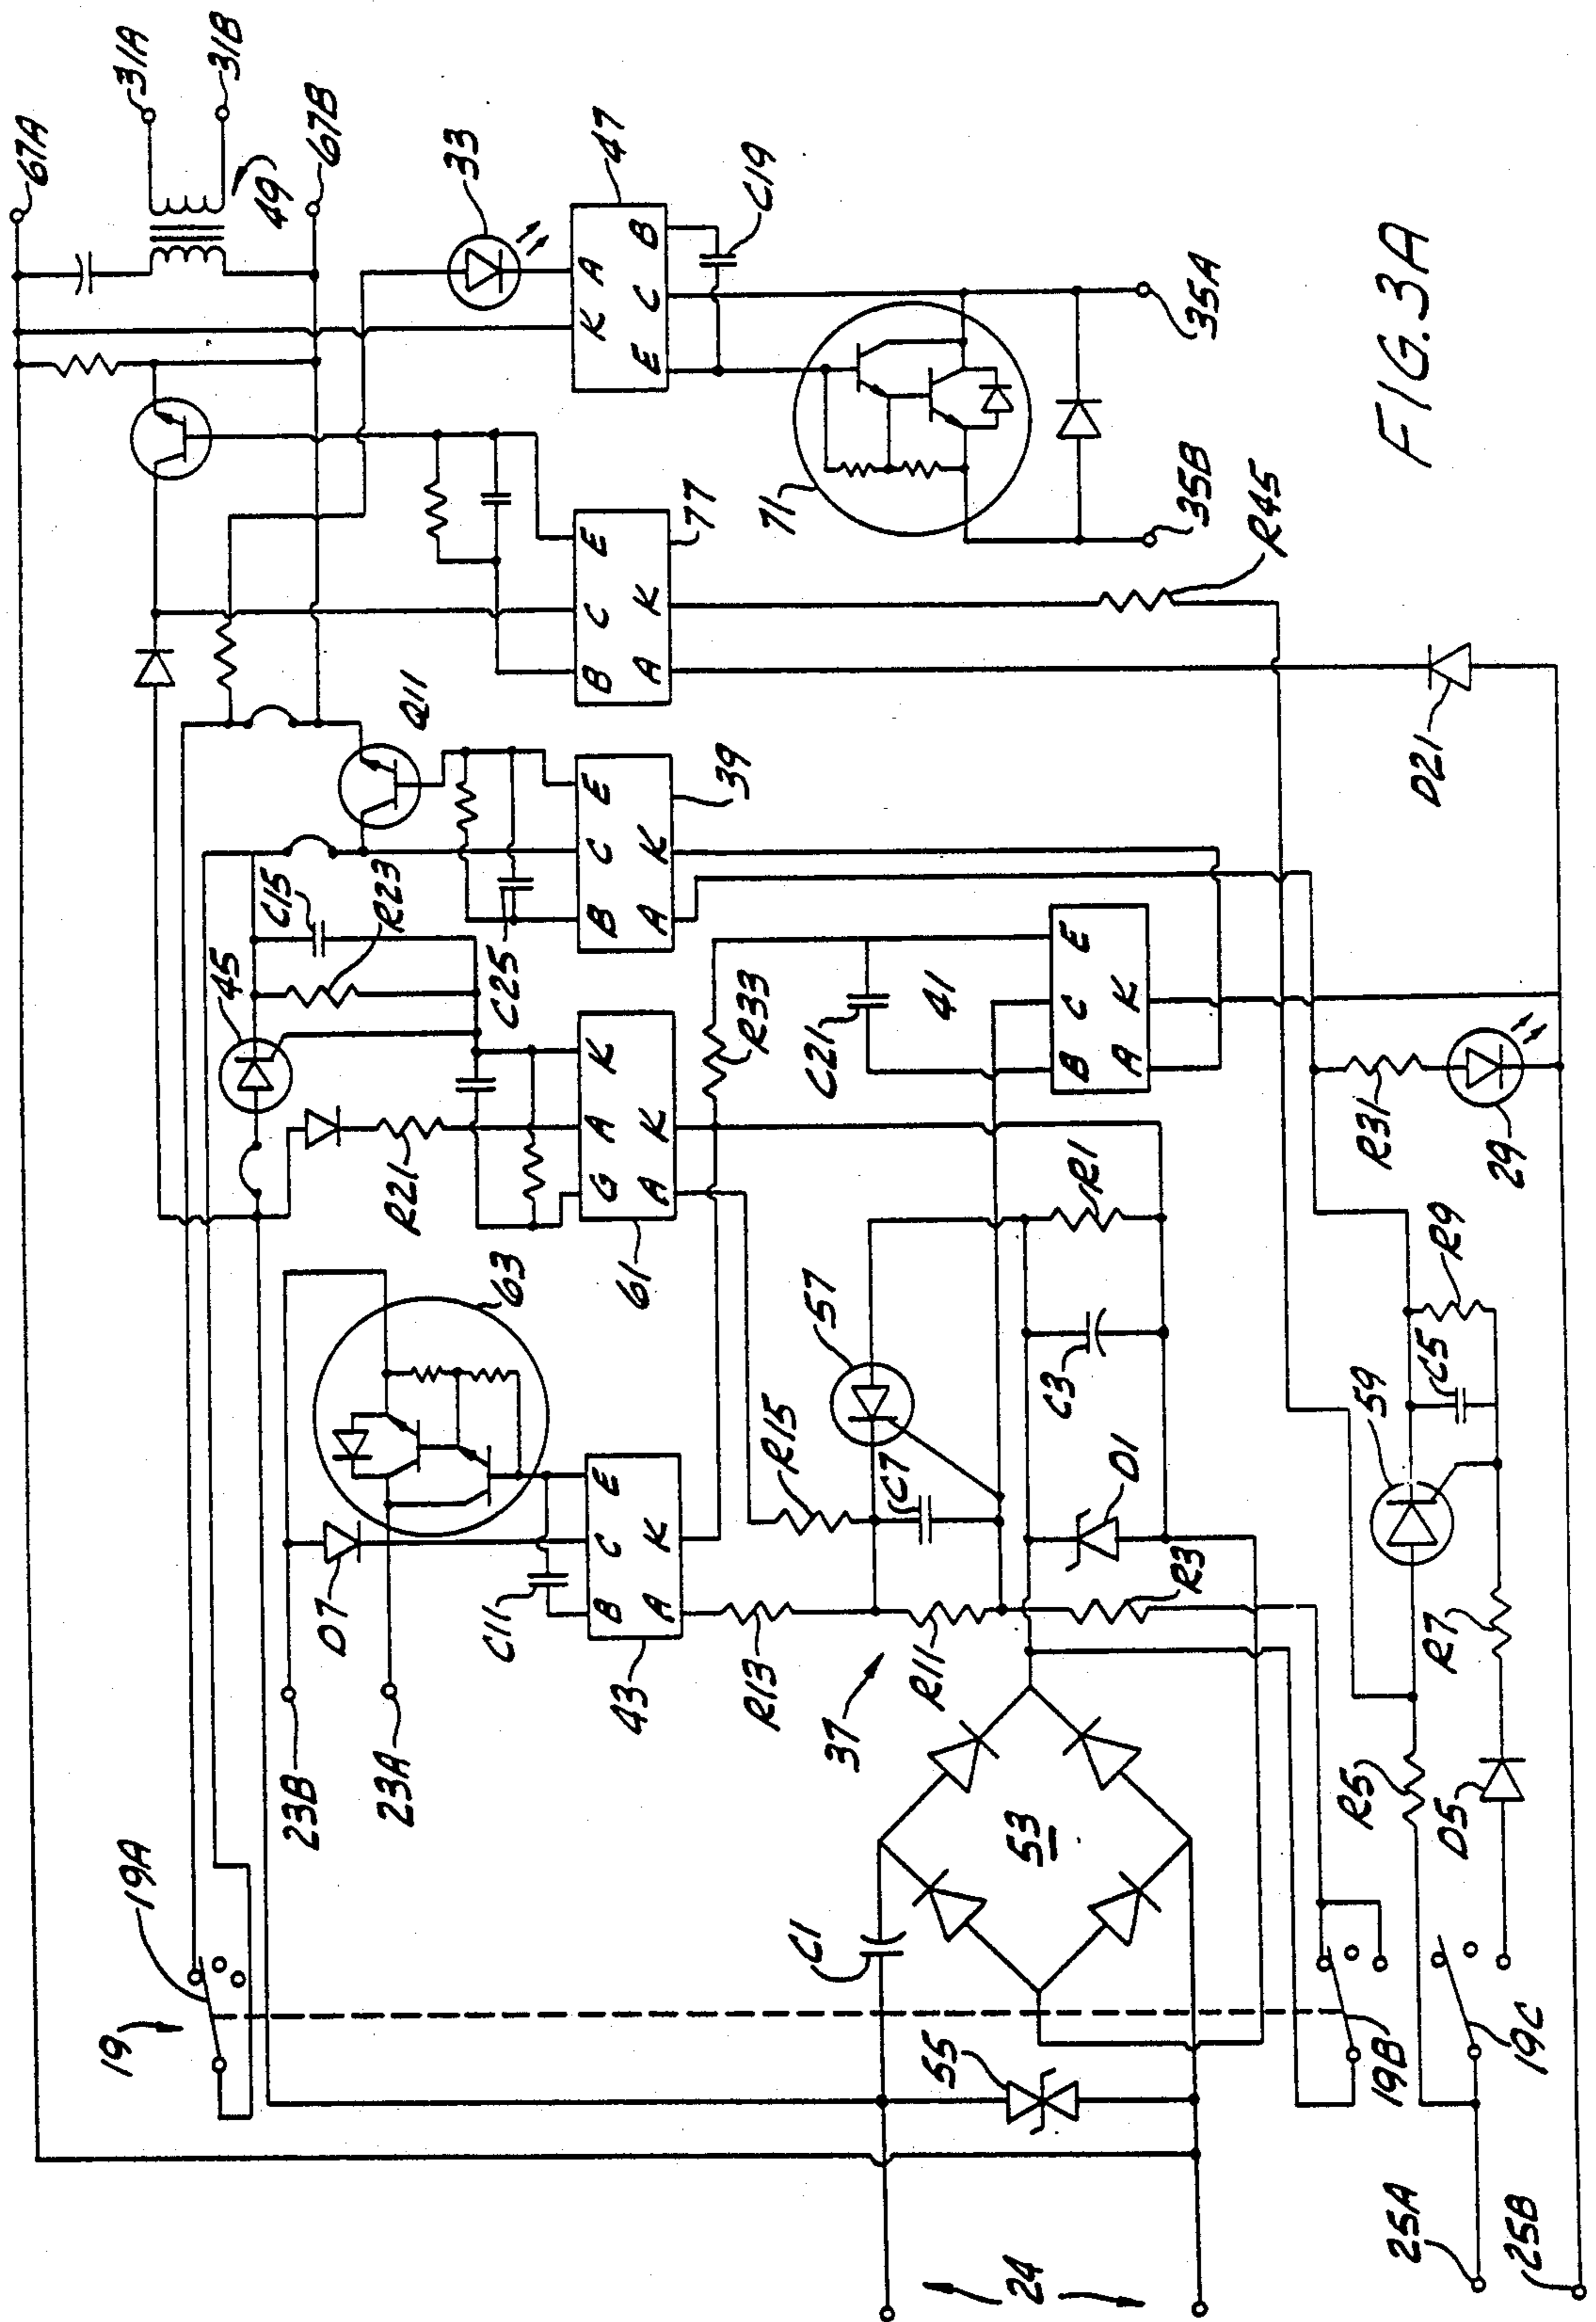 67A
31A
31B
49
67B
33
47
K A
E C B
C19
71
35A
35B
R45
77
B C E
A K
Q11
39
B C E
A K
C15
R23
45
C25
R33
C21
41
B C E
A K
D21
R31
29
R21
G A K
A K
61
63
57
R15
C7
R1
C3
D1
R3
R9
C5
59
R7
R5
D5
D7
C11
B C E
A K
43
R13
37
R11
23B
23A
19A
19
C1
53
55
19B
19C
24
25A
25B
FIG.3A